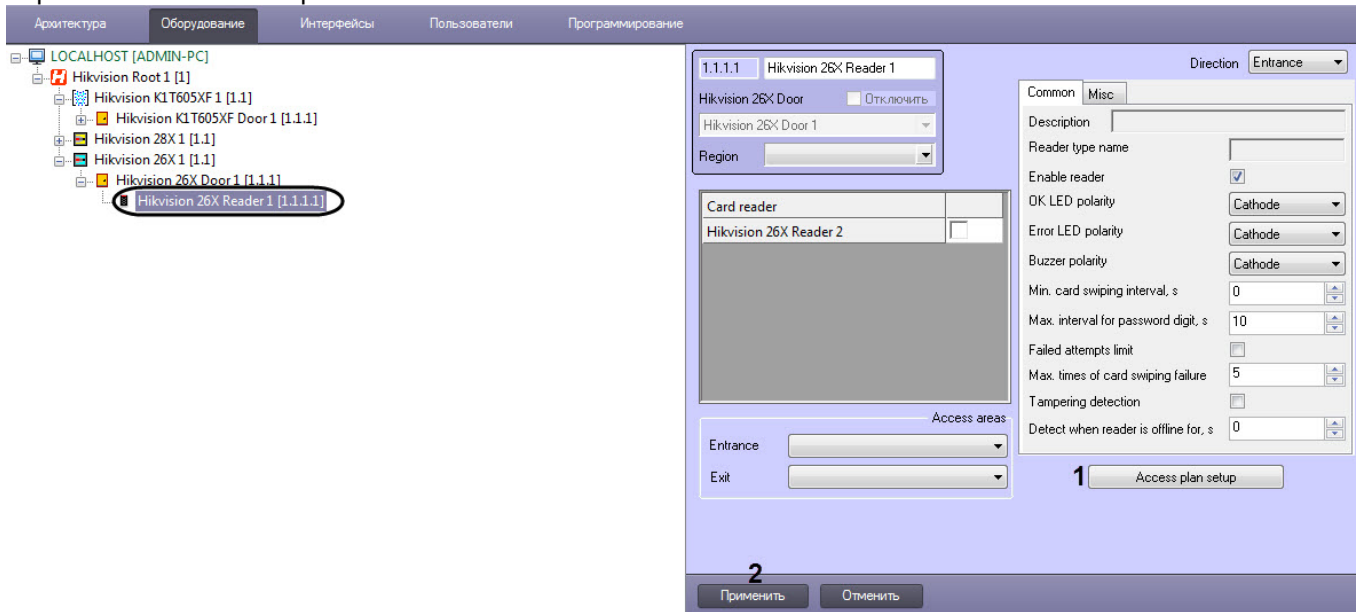 Архитектура Оборудование Интерфейсы Пользователи Программирование
LOCALHOST [ADMIN-PC]
Hikvision Root 1 [1]
Hikvision K1T605XF 1 [1.1]
Hikvision K1T605XF Door 1 [1.1.1]
Hikvision 28X 1 [1.1]
Hikvision 26X 1 [1.1]
Hikvision 26X Door 1 [1.1.1]
Hikvision 26X Reader 1 [1.1.1.1]
1.1.1.1 Hikvision 26X Reader 1
Hikvision 26X Door Отключить
Hikvision 26X Door 1
Region
Card reader
Hikvision 26X Reader 2
Access areas
Entrance
Exit
Direction Entrance
Common Misc
Description
Reader type name
Enable reader
OK LED polarity Cathode
Error LED polarity Cathode
Buzzer polarity Cathode
Min. card swiping interval, s 0
Max. interval for password digit, s 10
Failed attempts limit
Max. times of card swiping failure 5
Tampering detection
Detect when reader is offline for, s 0
1 Access plan setup
2
Применить Отменить